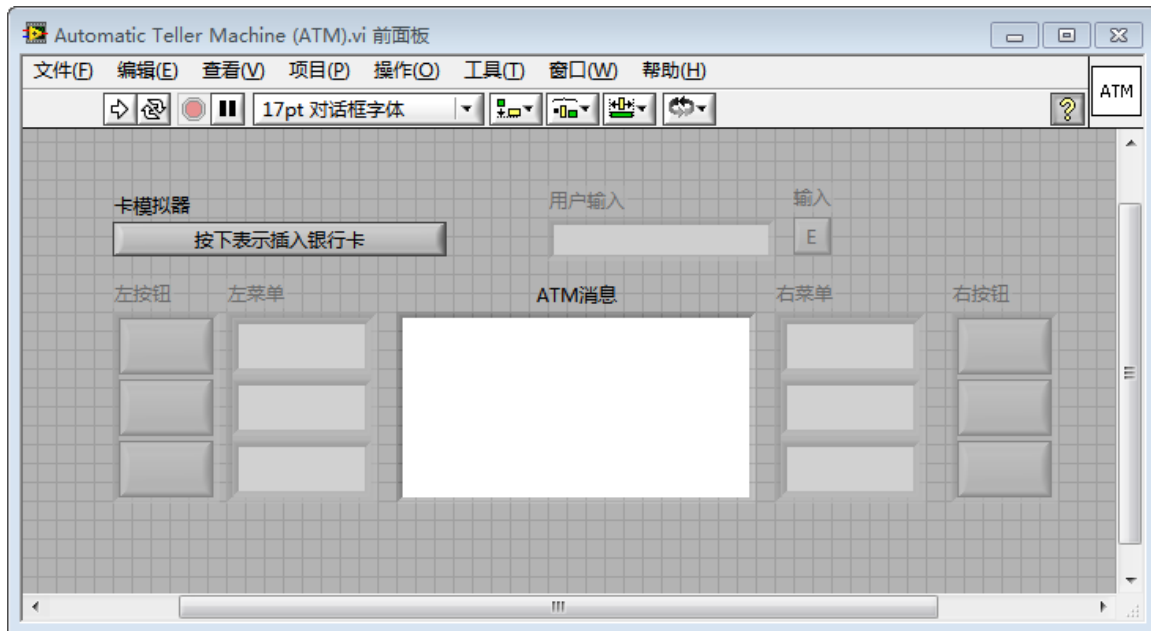 Automatic Teller Machine (ATM).vi 前面板
文件(F) 编辑(E) 查看(V) 项目(P) 操作(O) 工具(T) 窗口(W) 帮助(H)
17pt 对话框字体
ATM
卡模拟器
用户输入
输入
按下表示插入银行卡
E
左按钮 左菜单 ATM消息 右菜单 右按钮